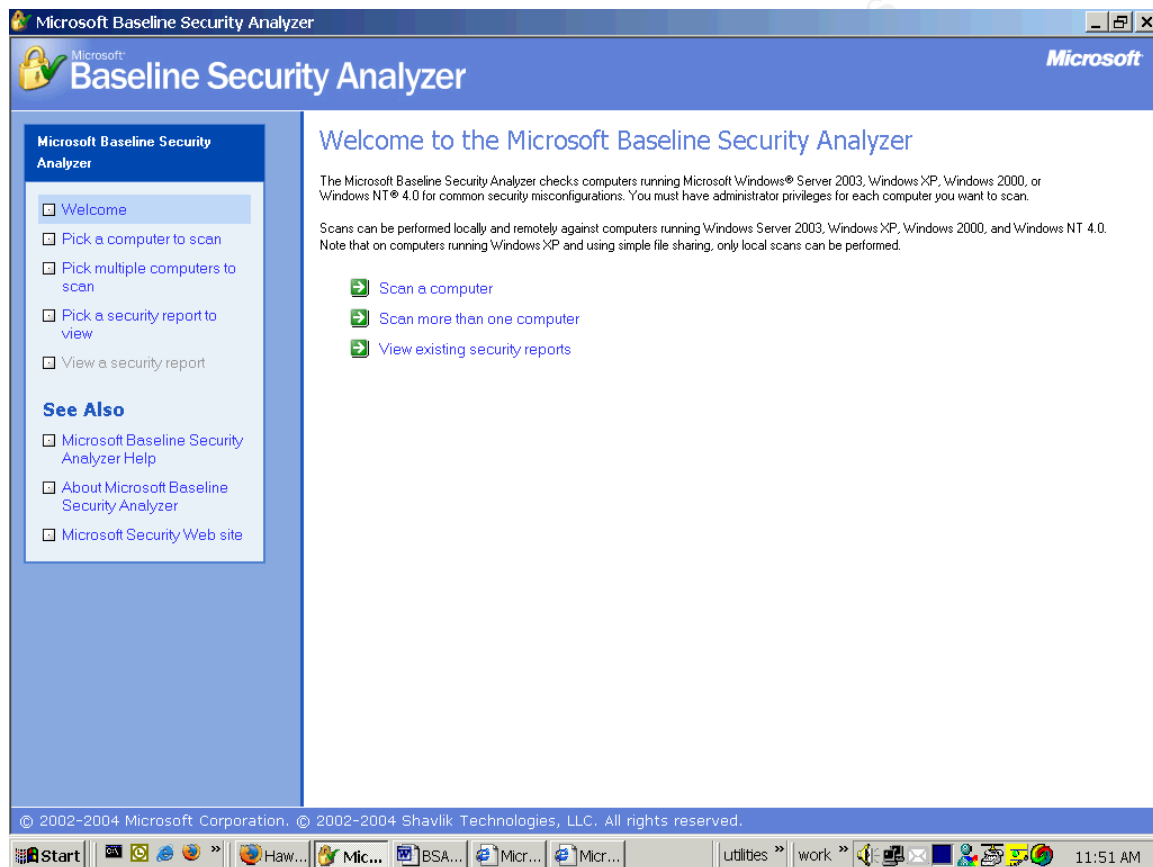 Microsoft Baseline Security Analyzer
Microsoft
Baseline Security Analyzer
Microsoft
Microsoft Baseline Security
Analyzer
Welcome
Pick a computer to scan
Pick multiple computers to
scan
Pick a security report to
view
View a security report
See Also
Microsoft Baseline Security
Analyzer Help
About Microsoft Baseline
Security Analyzer
Microsoft Security Web site
Welcome to the Microsoft Baseline Security Analyzer
The Microsoft Baseline Security Analyzer checks computers running Microsoft Windows® Server 2003, Windows XP, Windows 2000, or
Windows NT® 4.0 for common security misconfigurations. You must have administrator privileges for each computer you want to scan.
Scans can be performed locally and remotely against computers running Windows Server 2003, Windows XP, Windows 2000, and Windows NT 4.0.
Note that on computers running Windows XP and using simple file sharing, only local scans can be performed.
Scan a computer
Scan more than one computer
View existing security reports
© 2002-2004 Microsoft Corporation. © 2002-2004 Shavlik Technologies, LLC. All rights reserved.
Start » Haw... Mic... BSA... Micr... Micr... utilities » work » 11:51 AM